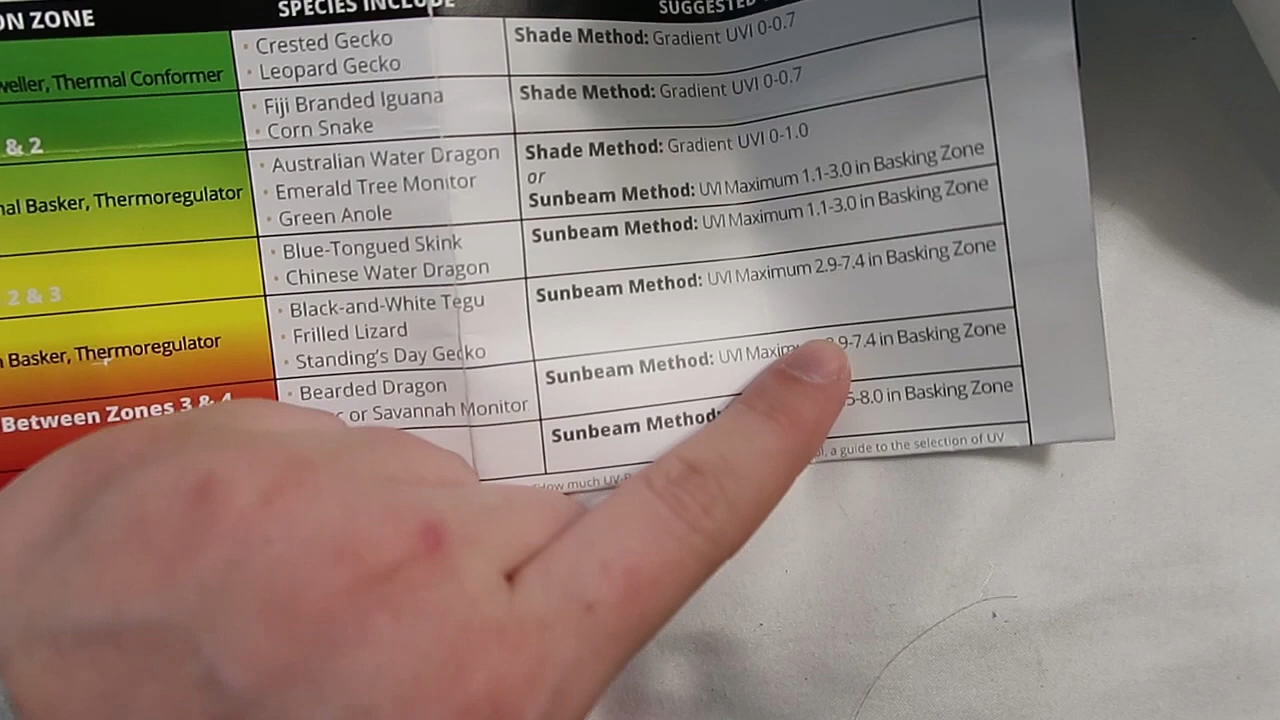 ON ZONE SPECIES INCLUDE SUGGESTED
weller, Thermal Conformer
• Crested Gecko
• Leopard Gecko
Shade Method: Gradient UVI 0-0.7
& 2
• Fiji Branded Iguana
• Corn Snake
Shade Method: Gradient UVI 0-0.7
nal Basker, Thermoregulator
• Australian Water Dragon
• Emerald Tree Monitor
• Green Anole
Shade Method: Gradient UVI 0-1.0
or
Sunbeam Method: UVI Maximum 1.1-3.0 in Basking Zone
2 & 3
• Blue-Tongued Skink
• Chinese Water Dragon
Sunbeam Method: UVI Maximum 1.1-3.0 in Basking Zone
n Basker, Thermoregulator
• Black-and-White Tegu
• Frilled Lizard
• Standing's Day Gecko
Sunbeam Method: UVI Maximum 2.9-7.4 in Basking Zone
Between Zones 3 & 4
• Bearded Dragon
or Savannah Monitor
Sunbeam Method: UVI Maxim 9-7.4 in Basking Zone
Sunbeam Method: -8.0 in Basking Zone
How much UV- a guide to the selection of UV